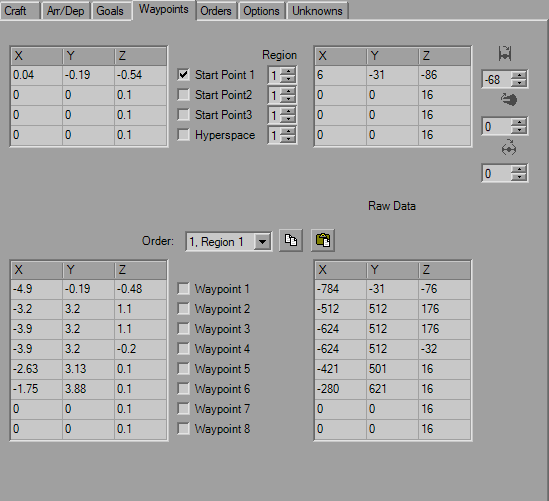 Craft Arr/Dep Goals Waypoints Orders Options Unknowns
Region
X Y Z X Y Z
0.04 -0.19 -0.54 Start Point 1 1 6 -31 -86 -68
0 0 0.1 Start Point2 1 0 0 16
0 0 0.1 Start Point3 1 0 0 16 0
0 0 0.1 Hyperspace 1 0 0 16
0
Raw Data
Order: 1, Region 1
X Y Z X Y Z
-4.9 -0.19 -0.48 Waypoint 1 -784 -31 -76
-3.2 3.2 1.1 Waypoint 2 -512 512 176
-3.9 3.2 1.1 Waypoint 3 -624 512 176
-3.9 3.2 -0.2 Waypoint 4 -624 512 -32
-2.63 3.13 0.1 Waypoint 5 -421 501 16
-1.75 3.88 0.1 Waypoint 6 -280 621 16
0 0 0.1 Waypoint 7 0 0 16
0 0 0.1 Waypoint 8 0 0 16